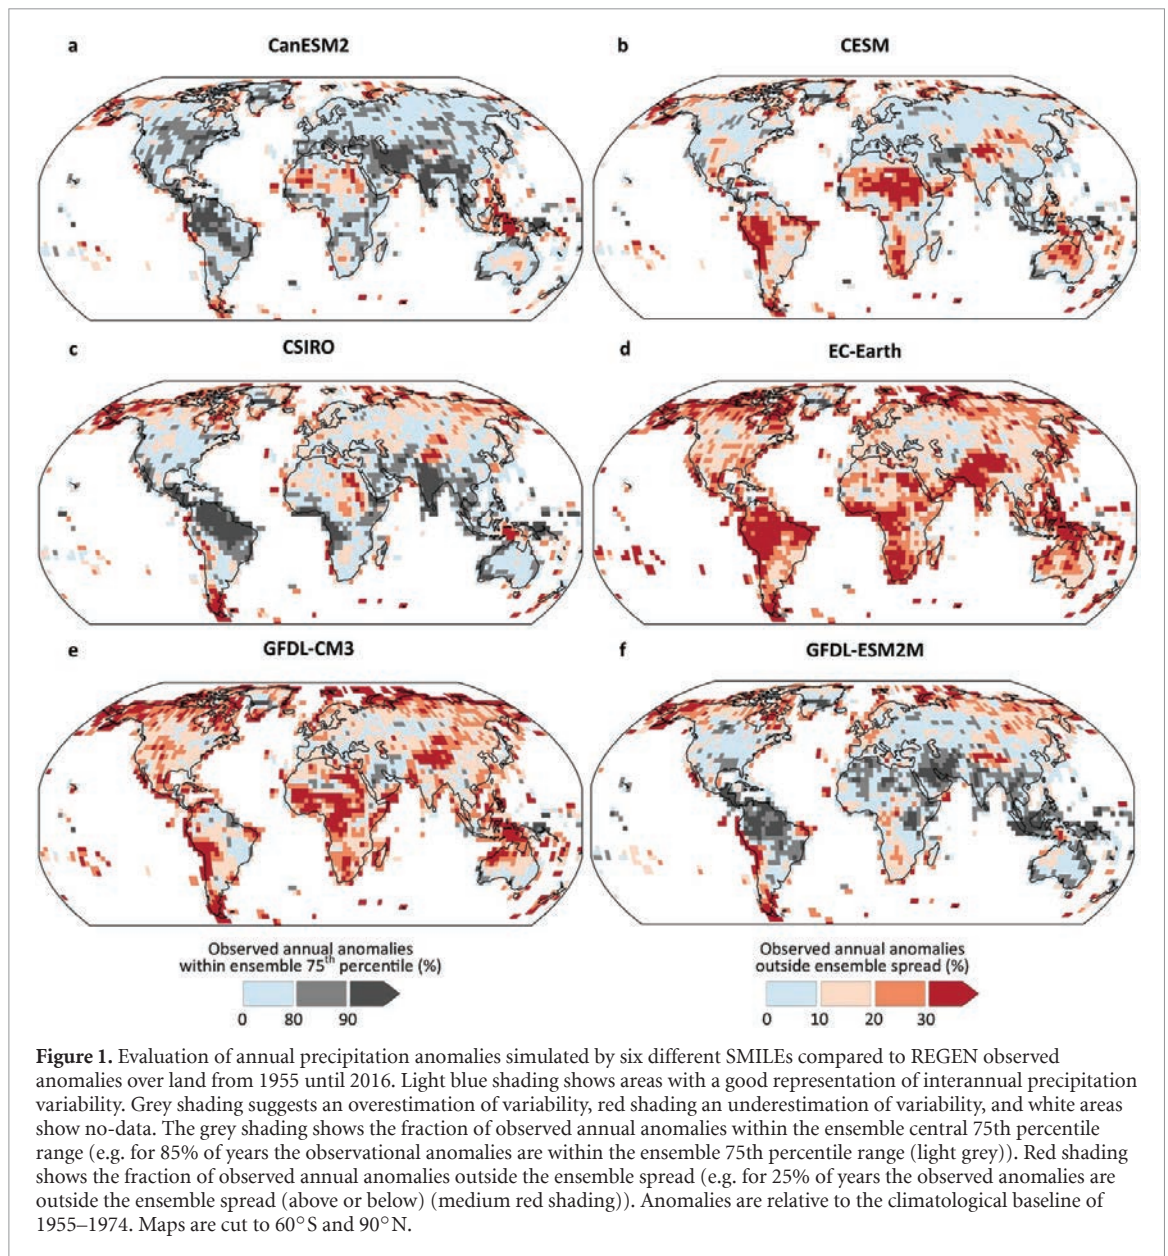 a
CanESM2
b
CESM
c
CSIRO
d
EC-Earth
e
GFDL-CM3
f
GFDL-ESM2M
Observed annual anomalies
within ensemble 75th percentile (%)
0 80 90
Observed annual anomalies
outside ensemble spread (%)
0 10 20 30
Figure 1. Evaluation of annual precipitation anomalies simulated by six different SMILEs compared to REGEN observed
anomalies over land from 1955 until 2016. Light blue shading shows areas with a good representation of interannual precipitation
variability. Grey shading suggests an overestimation of variability, red shading an underestimation of variability, and white areas
show no-data. The grey shading shows the fraction of observed annual anomalies within the ensemble central 75th percentile
range (e.g. for 85% of years the observational anomalies are within the ensemble 75th percentile range (light grey)). Red shading
shows the fraction of observed annual anomalies outside the ensemble spread (e.g. for 25% of years the observed anomalies are
outside the ensemble spread (above or below) (medium red shading)). Anomalies are relative to the climatological baseline of
1955–1974. Maps are cut to 60°S and 90°N.